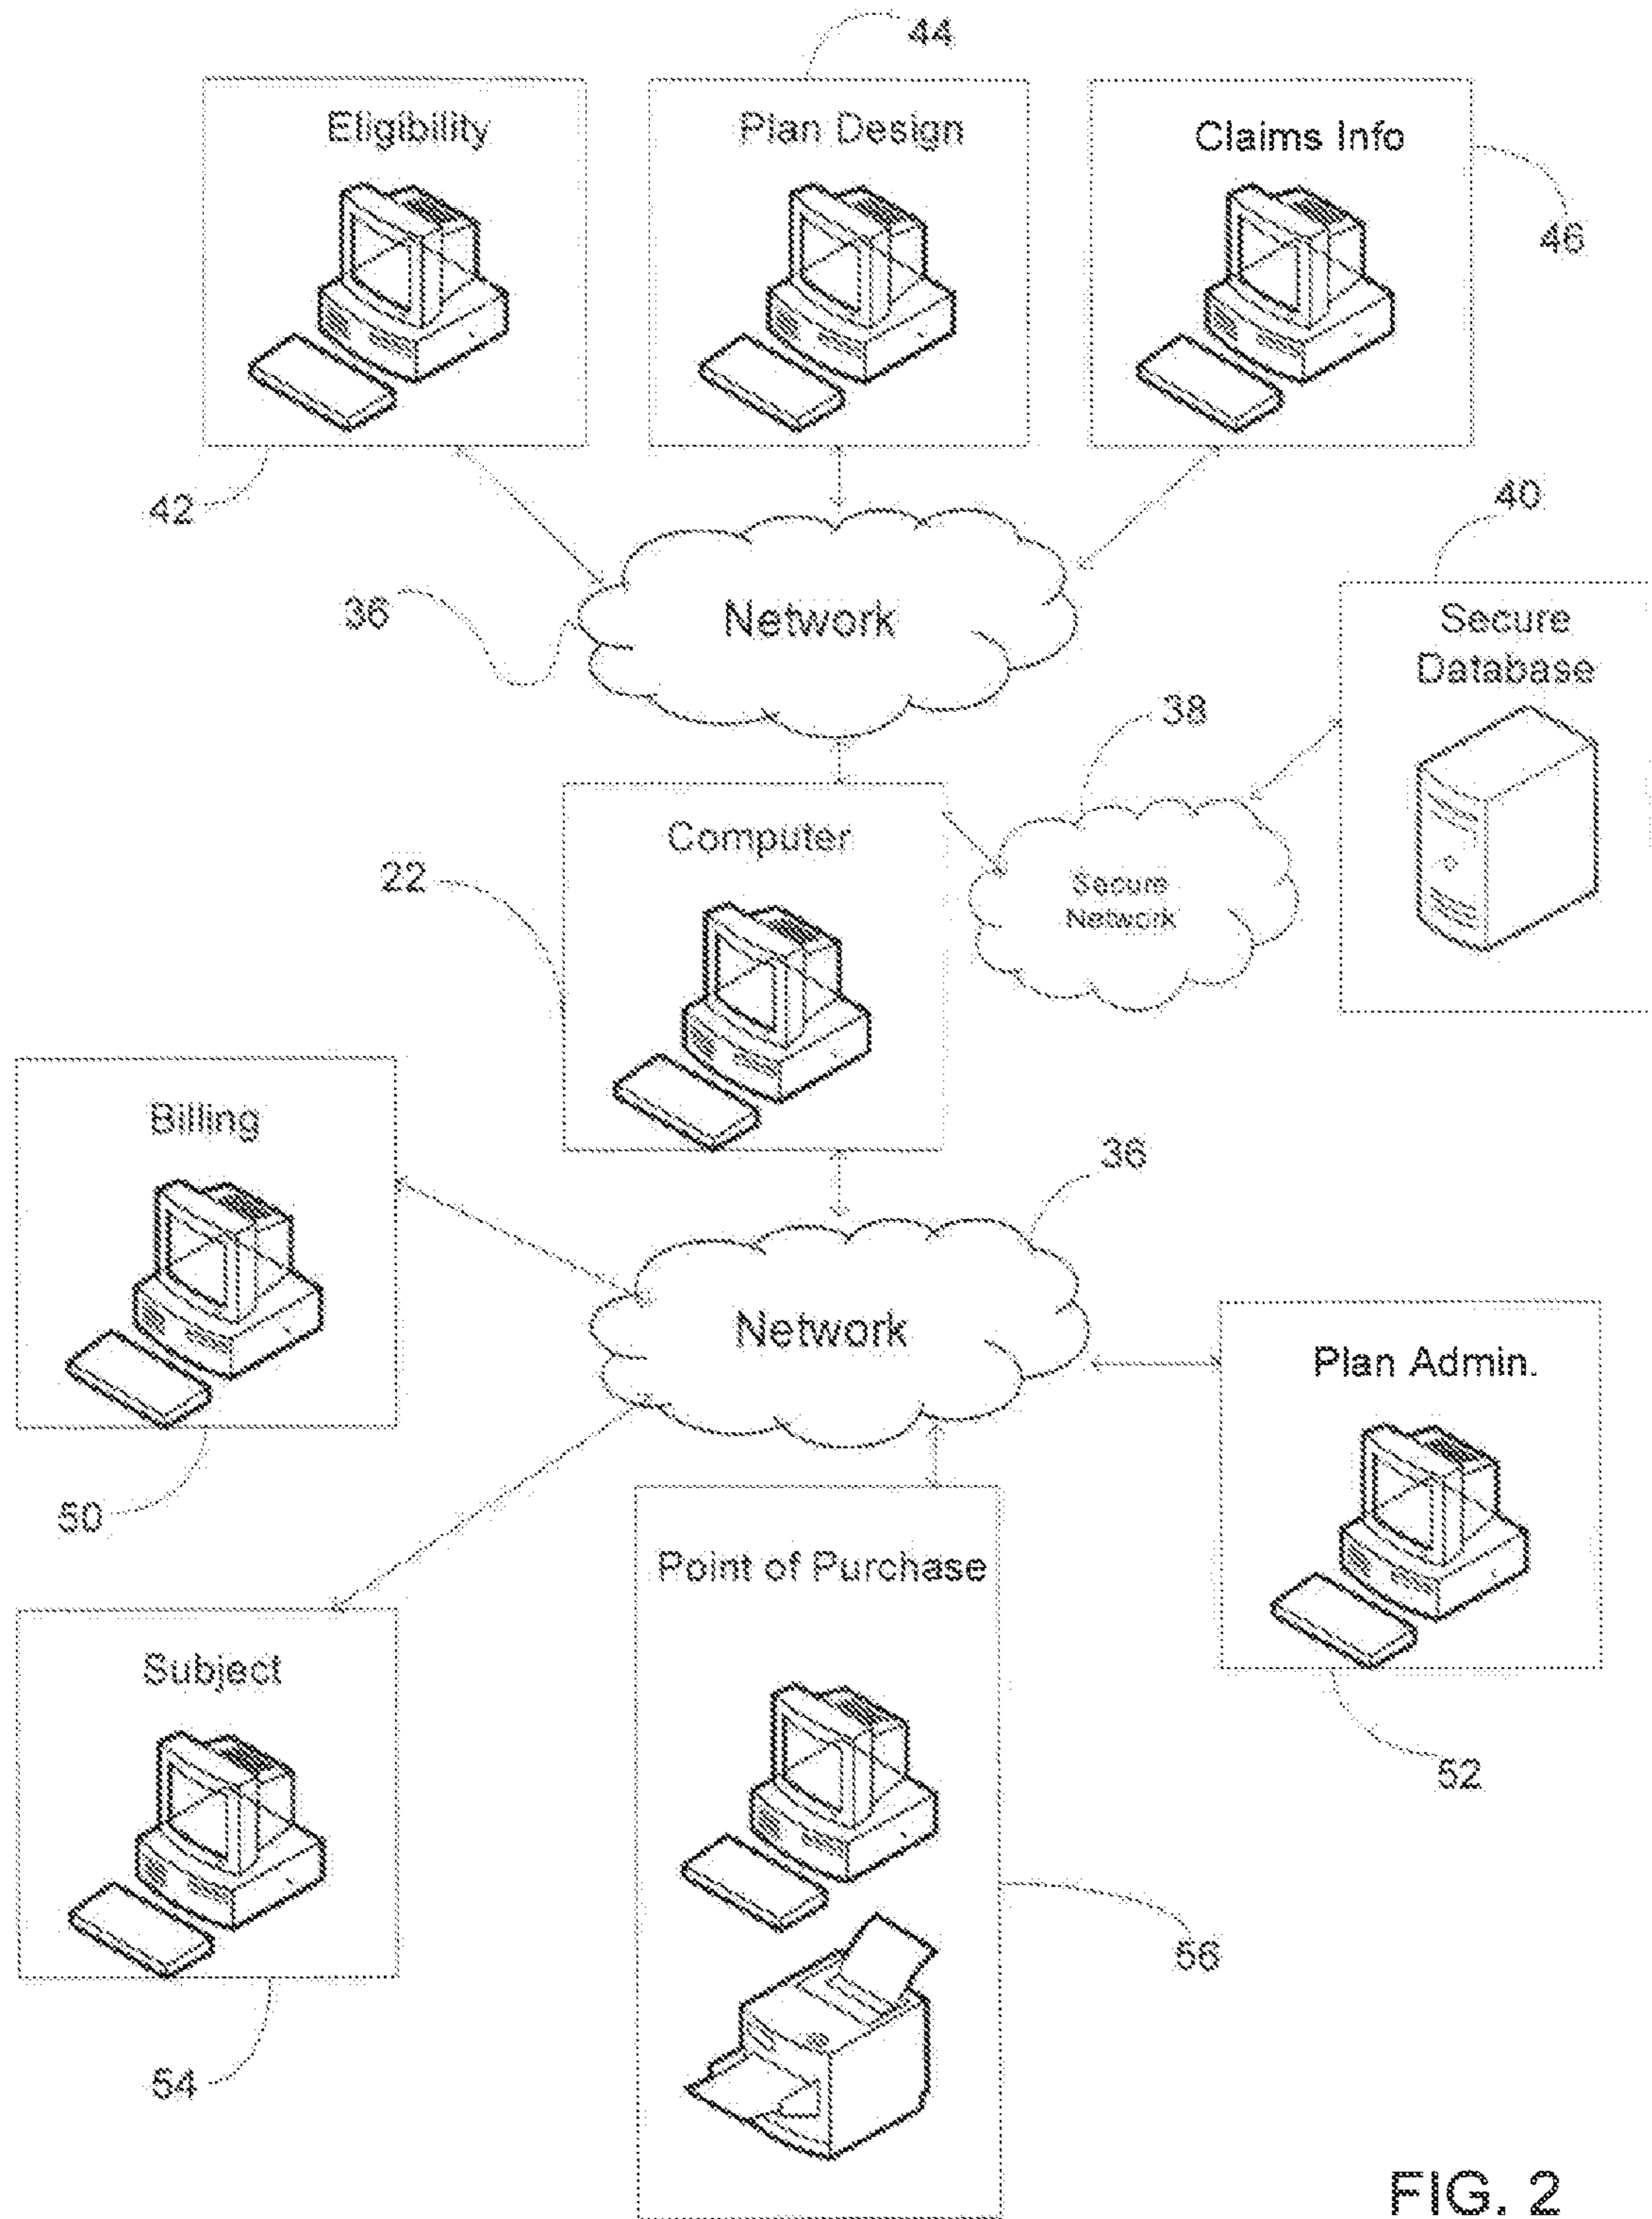 44
Eligibility
Plan Design
Claims Info
46
42
40
36
Network
Secure
Database
38
Computer
22
Secure
Network
Billing
36
Network
Plan Admin.
50
Point of Purchase
Subject
52
56
54
FIG. 2